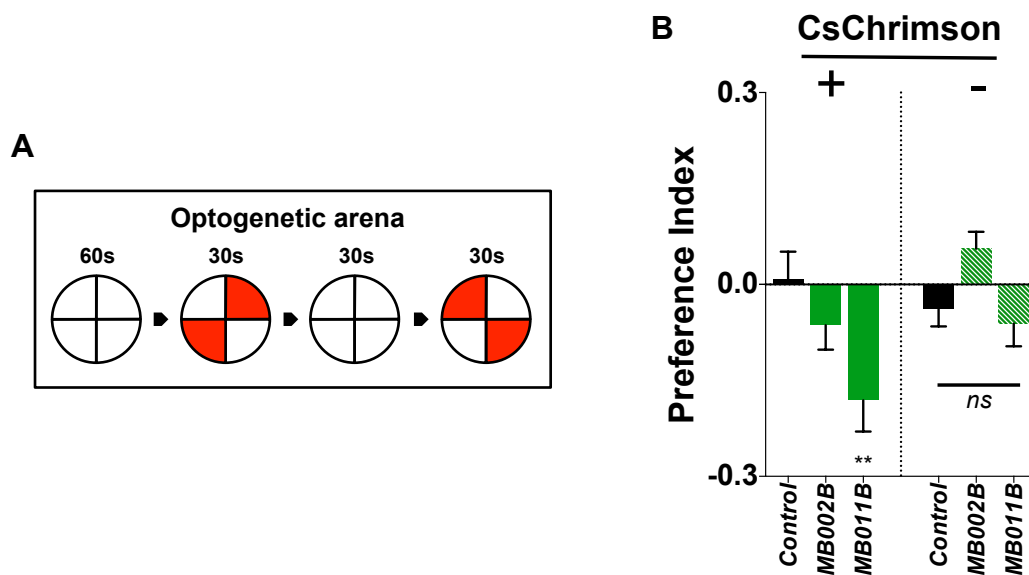 A
Optogenetic arena
60s 30s 30s 30s
B
CsChrimson
+ -
Preference Index
0.3
0.0
-0.3
**
ns
Control MB002B MB011B Control MB002B MB011B